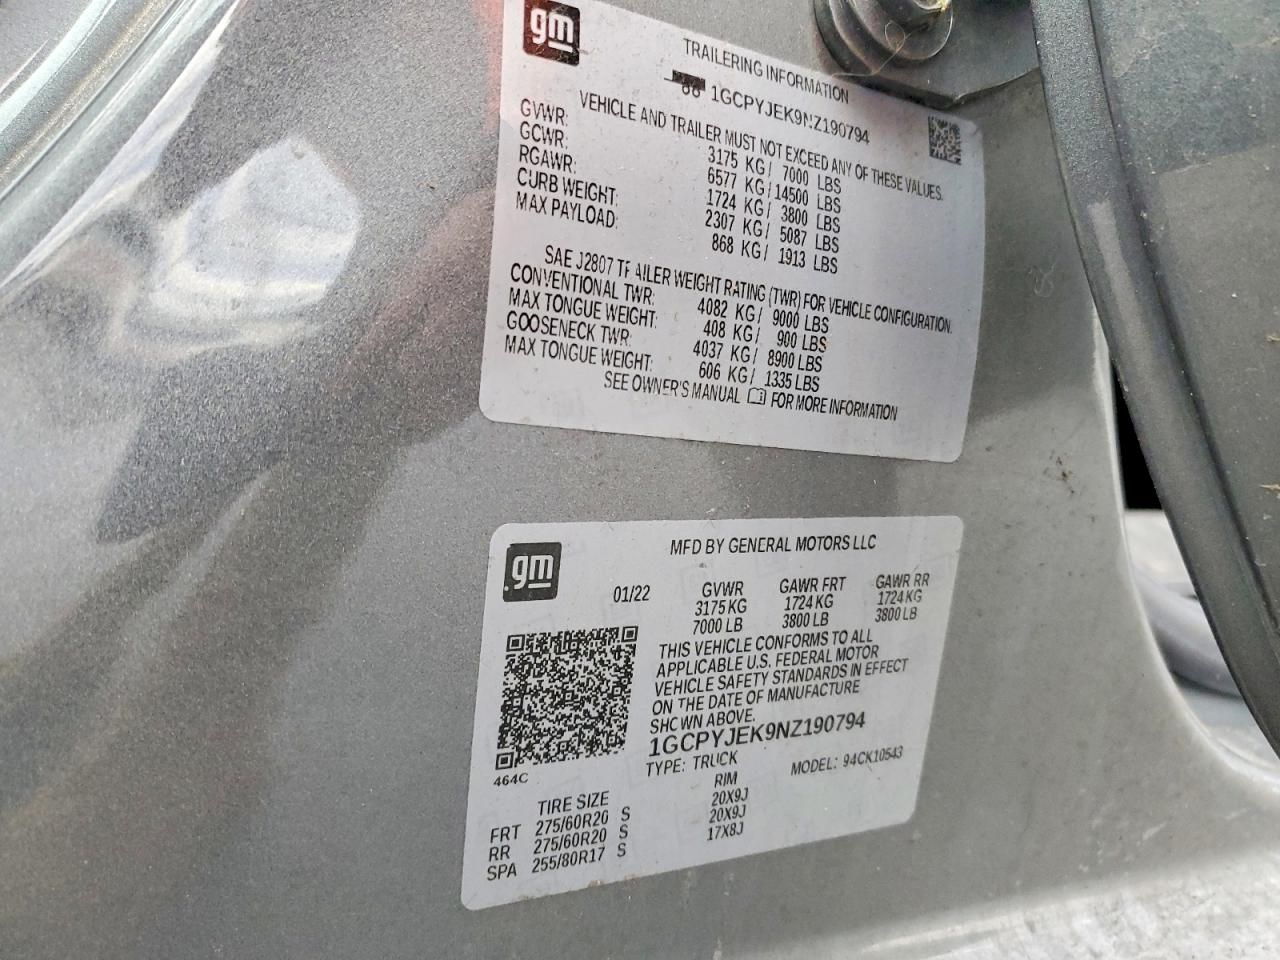 gm
TRAILERING INFORMATION
1GCPYJEK9NZ190794
VEHICLE AND TRAILER MUST NOT EXCEED ANY OF THESE VALUES.
GVWR: 3175 KG/ 7000 LBS
GCWR: 6577 KG/ 14500 LBS
RGAWR: 1724 KG/ 3800 LBS
CURB WEIGHT: 2307 KG/ 5087 LBS
MAX PAYLOAD: 868 KG/ 1913 LBS
SAE J2807 TRAILER WEIGHT RATING (TWR) FOR VEHICLE CONFIGURATION.
CONVENTIONAL TWR: 4082 KG/ 9000 LBS
MAX TONGUE WEIGHT: 408 KG/ 900 LBS
GOOSENECK TWR: 4037 KG/ 8900 LBS
MAX TONGUE WEIGHT: 606 KG/ 1335 LBS
SEE OWNER'S MANUAL FOR MORE INFORMATION
gm
MFD BY GENERAL MOTORS LLC
01/22 GVWR GAWR FRT GAWR RR
3175 KG 1724 KG 1724 KG
7000 LB 3800 LB 3800 LB
THIS VEHICLE CONFORMS TO ALL
APPLICABLE U.S. FEDERAL MOTOR
VEHICLE SAFETY STANDARDS IN EFFECT
ON THE DATE OF MANUFACTURE
SHOWN ABOVE.
1GCPYJEK9NZ190794
464C TYPE: TRUCK MODEL: 94CK10543
TIRE SIZE RIM
FRT 275/60R20 S 20X9J
RR 275/60R20 S 20X9J
SPA 255/80R17 S 17X8J